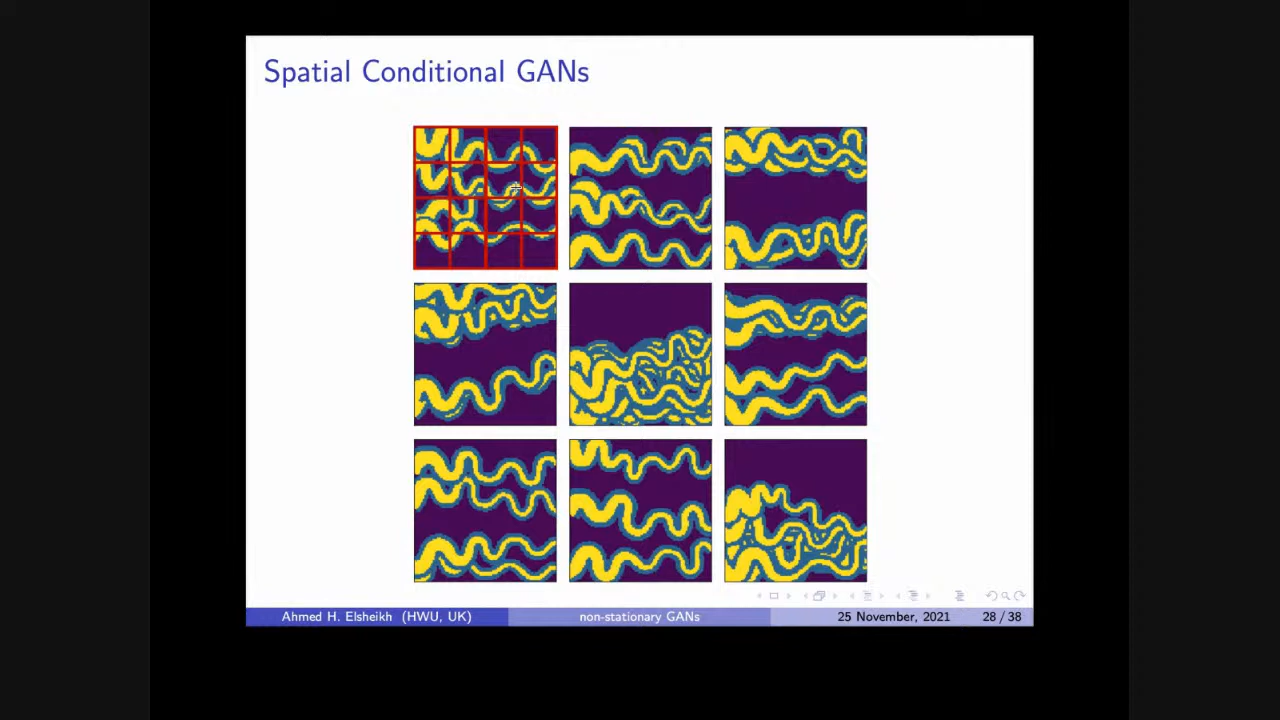 Spatial Conditional GANs
Ahmed H. Elsheikh (HWU, UK)
non-stationary GANs
25 November, 2021
28 / 38